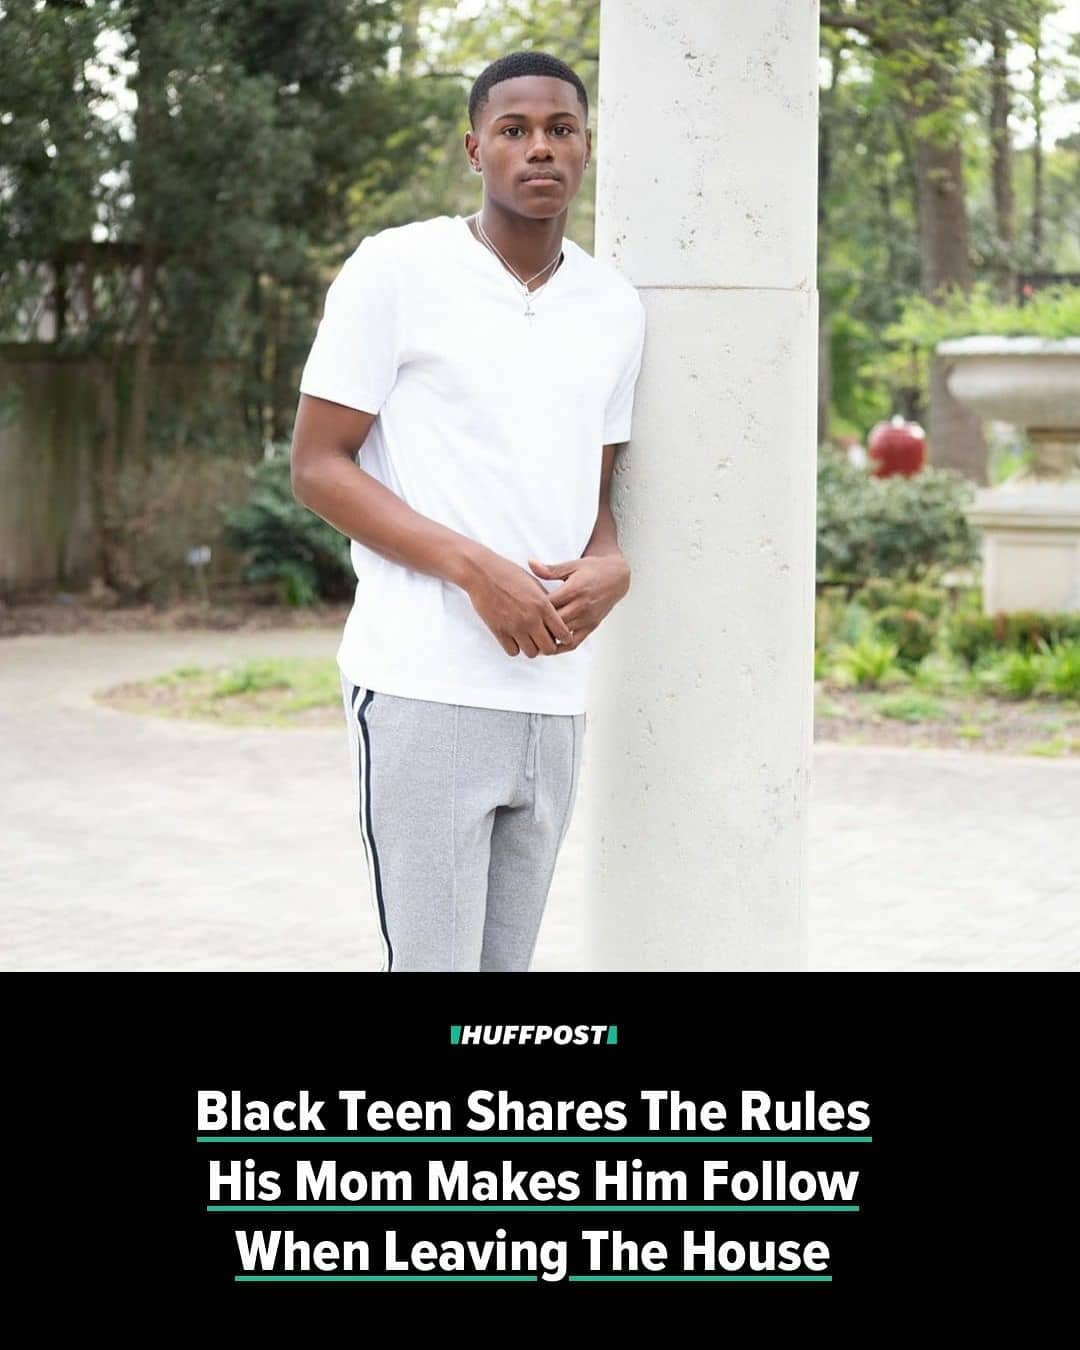 HUFFPOST
Black Teen Shares The Rules
His Mom Makes Him Follow
When Leaving The House